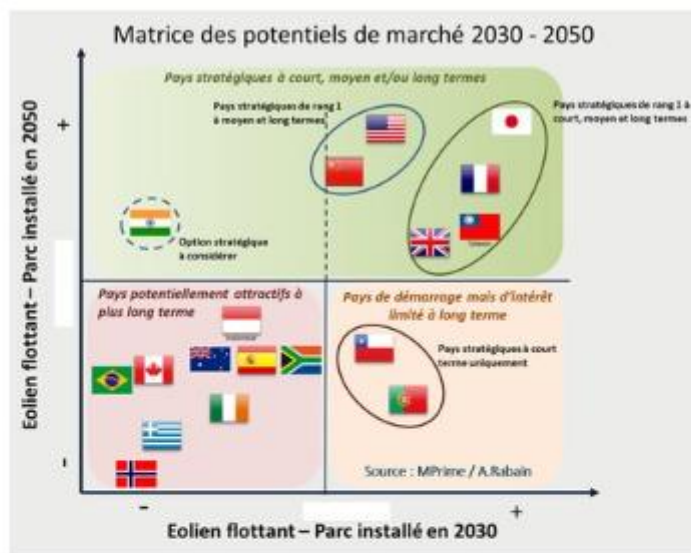 Matrice des potentiels de marché 2030 - 2050
Pays stratégiques à court, moyen et/ou long termes
Pays stratégiques de rang 1
à moyen et long termes
Pays stratégiques de rang 1 à
court, moyen et long termes
Option stratégique
à considérer
Pays potentiellement attractifs à
plus long terme
Pays de démarrage mais d'intérêt
limité à long terme
Pays stratégiques à court
terme uniquement
Source : MPrime / A.Rabain
Eolien flottant – Parc installé en 2050
+
-
-
+
Eolien flottant – Parc installé en 2030